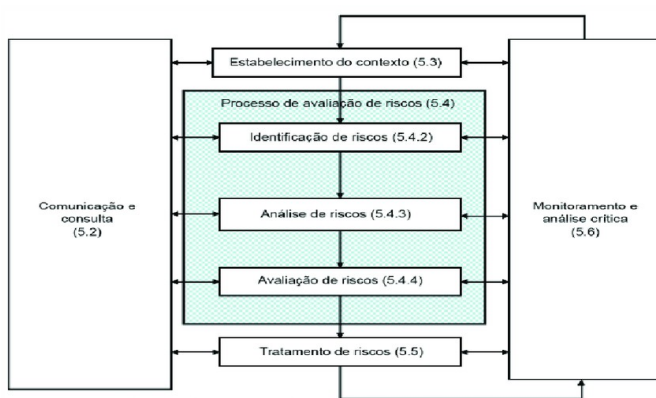 Estabelecimento do contexto (5.3)
Processo de avaliação de riscos (5.4)
Identificação de riscos (5.4.2)
Comunicação e
consulta
(5.2)
Análise de riscos (5.4.3)
Monitoramento e
análise crítica
(5.6)
Avaliação de riscos (5.4.4)
Tratamento de riscos (5.5)